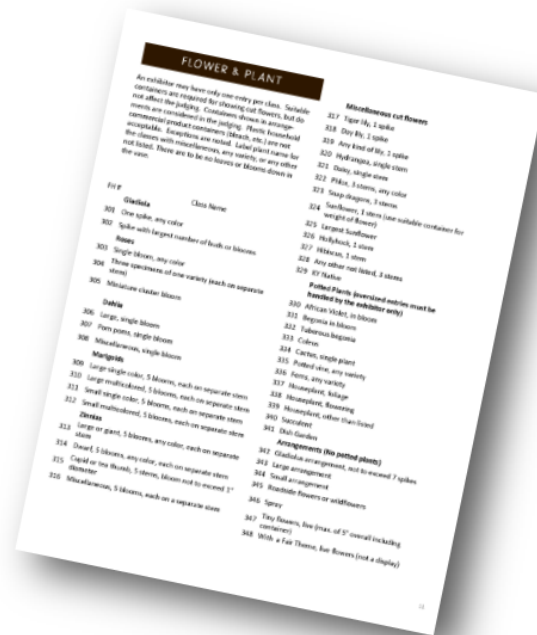 FLOWER & PLANT
An exhibitor may have only one entry per class. Suitable
containers are required for showing cut flowers, but do
not affect the judging. Containers shown in arrange-
ments are considered in the judging. Plastic household
commercial product containers (bleach, etc.) are not
acceptable. Exceptions are noted. Label plant name for
the classes with miscellaneous, any variety, or any other
not listed. There are to be no leaves or blooms down in
the vase.
Class Name
Gladiola
301 One spike, any color
302 Spike with largest number of buds or blooms
Roses
303 Single bloom, any color
304 Three specimens of one variety (each on separate
stem)
305 Miniature cluster bloom
Dahlia
306 Large, single bloom
307 Pom poms, single bloom
308 Miscellaneous, single bloom
Marigolds
309 Large single color, 5 blooms, each on separate stem
310 Large multicolored, 5 blooms, each on separate stem
311 Small single color, 5 blooms, each on separate stem
312 Small multicolored, 5 blooms, each on separate stem
Zinnias
313 Large or giant, 5 blooms, any color, each on separate
stem
314 Dwarf, 5 blooms, any color, each on separate stem
315 Cupid or tea thumb, 5 stems, bloom not to exceed 1"
diameter
316 Miscellaneous, 5 blooms, each on a separate stem
Miscellaneous cut flowers
317 Tiger lily, 1 spike
318 Day lily, 1 spike
319 Any kind of lily, 1 spike
320 Hydrangea, single stem
321 Daisy, single stem
322 Phlox, 3 stems, any color
323 Snap dragons, 3 stems
324 Sunflower, 1 stem (use suitable container for
weight of flower)
325 Largest Sunflower
326 Hollyhock, 1 stem
327 Hibiscus, 1 stem
328 Any other not listed, 3 stems
329 KY Native
Potted Plants (oversized entries must be
handled by the exhibitor only)
330 African Violet, in bloom
331 Begonia in bloom
332 Tuberous begonia
333 Coleus
334 Cactus, single plant
335 Potted vine, any variety
336 Ferns, any variety
337 Houseplant, foliage
338 Houseplant, flowering
339 Houseplant, other than listed
340 Succulent
341 Dish Garden
Arrangements (No potted plants)
342 Gladiolus arrangement, not to exceed 7 spikes
343 Large arrangement
344 Small arrangement
345 Roadside flowers or wildflowers
346 Spray
347 Tiny flowers, live (max. of 5" overall including
container)
348 With a Fair Theme, live flowers (not a display)